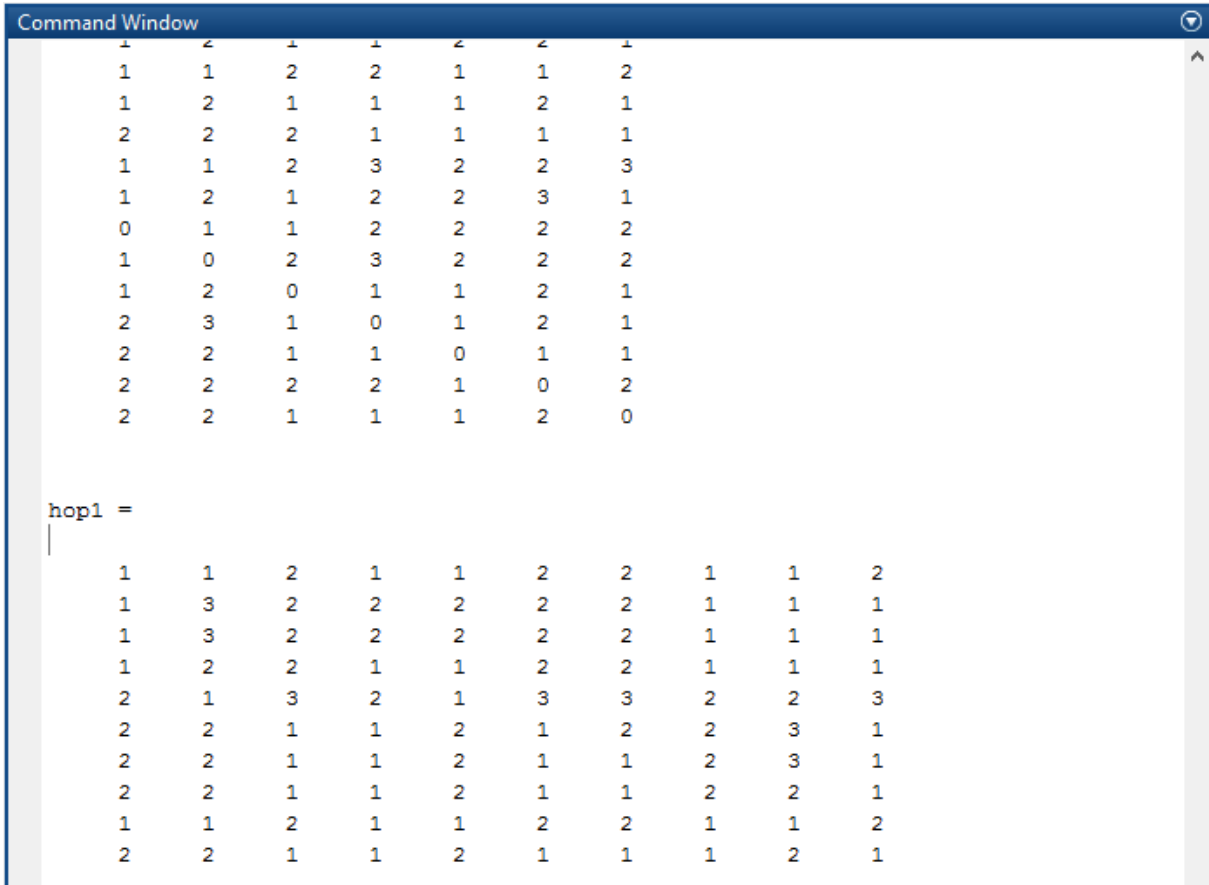 Command Window
1 2 1 1 2 2 1
1 1 2 2 1 1 2
1 2 1 1 1 2 1
2 2 2 1 1 1 1
1 1 2 3 2 2 3
1 2 1 2 2 3 1
0 1 1 2 2 2 2
1 0 2 3 2 2 2
1 2 0 1 1 2 1
2 3 1 0 1 2 1
2 2 1 1 0 1 1
2 2 2 2 1 0 2
2 2 1 1 1 2 0
hop1 =
1 1 2 1 1 2 2 1 1 2
1 3 2 2 2 2 2 1 1 1
1 3 2 2 2 2 2 1 1 1
1 2 2 1 1 2 2 1 1 1
2 1 3 2 1 3 3 2 2 3
2 2 1 1 2 1 2 2 3 1
2 2 1 1 2 1 1 2 3 1
2 2 1 1 2 1 1 2 2 1
1 1 2 1 1 2 2 1 1 2
2 2 1 1 2 1 1 1 2 1